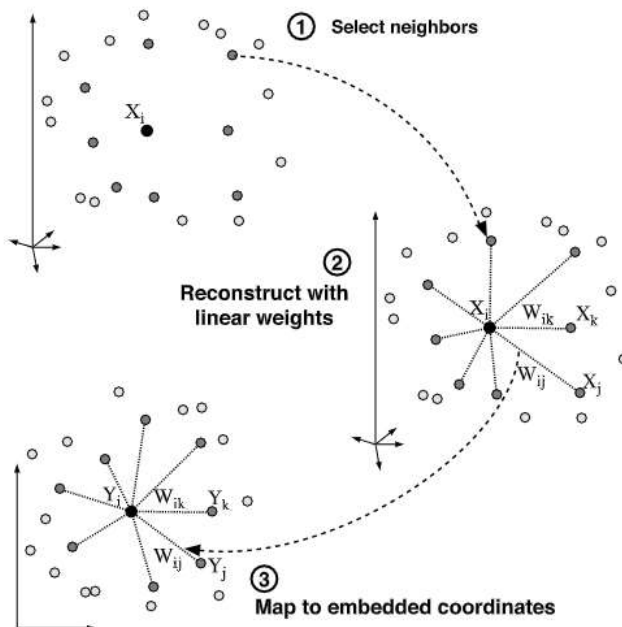 ① Select neighbors
X_i
②
Reconstruct with
linear weights
X_i
W_ik
X_k
W_ij
X_j
Y_i
W_ik
Y_k
W_ij
Y_j
③
Map to embedded coordinates